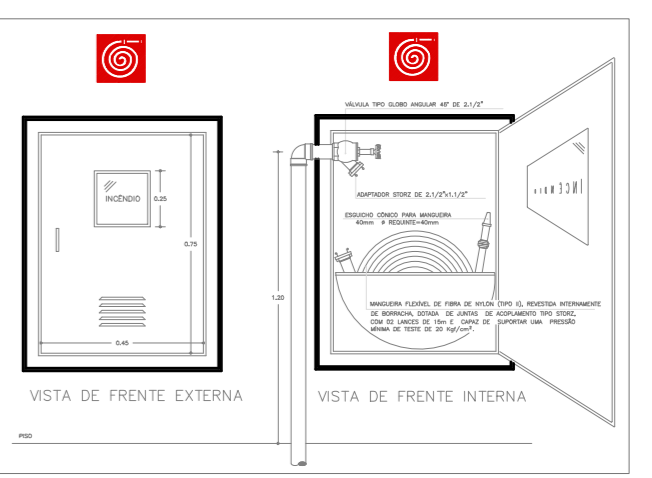 VÁLVULA TIPO GLOBO ANGULAR 45° DE 2.1/2"
INCÊNDIO
0.25
ADAPTADOR STORZ DE 2.1/2"x1.1/2"
INCÊNDIO
ESGUICHO CÔNICO PARA MANGUEIRA
40mm ø REQUINTE=40mm
0.75
1.20
MANGUEIRA FLEXÍVEL DE FIBRA DE NYLON (TIPO II), REVESTIDA INTERNAMENTE
DE BORRACHA, DOTADA DE JUNTAS DE ACOPLAMENTO TIPO STORZ,
COM 02 LANCES DE 15m E CAPAZ DE SUPORTAR UMA PRESSÃO
MÍNIMA DE TESTE DE 20 Kgf/cm².
0.45
VISTA DE FRENTE EXTERNA
VISTA DE FRENTE INTERNA
PISO